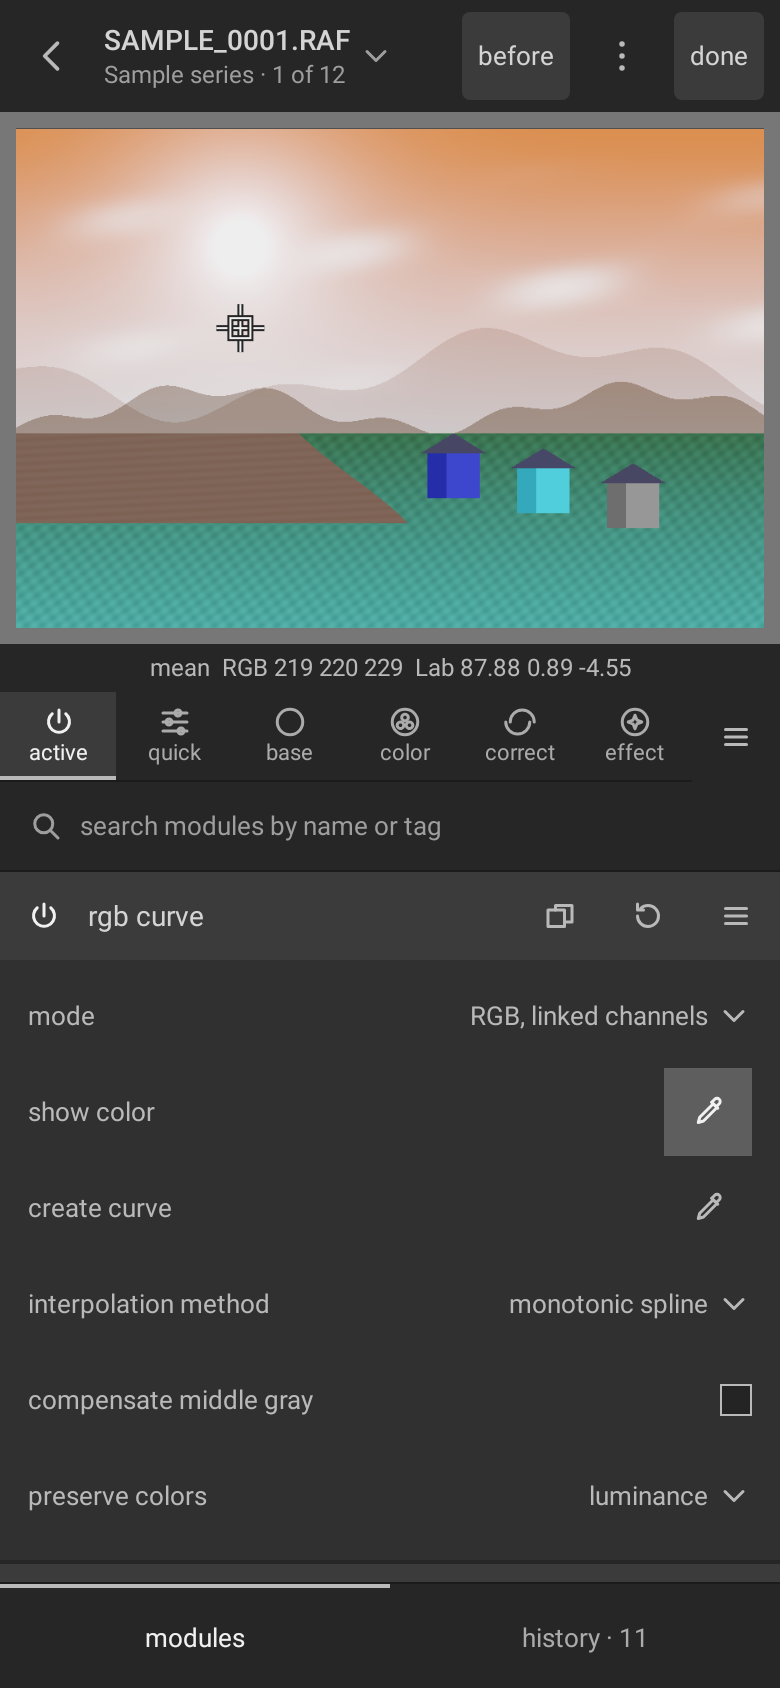 SAMPLE_0001.RAF
Sample series · 1 of 12
before
done
mean RGB 219 220 229 Lab 87.88 0.89 -4.55
active
quick
base
color
correct
effect
search modules by name or tag
rgb curve
mode
RGB, linked channels
show color
create curve
interpolation method
monotonic spline
compensate middle gray
preserve colors
luminance
modules
history · 11